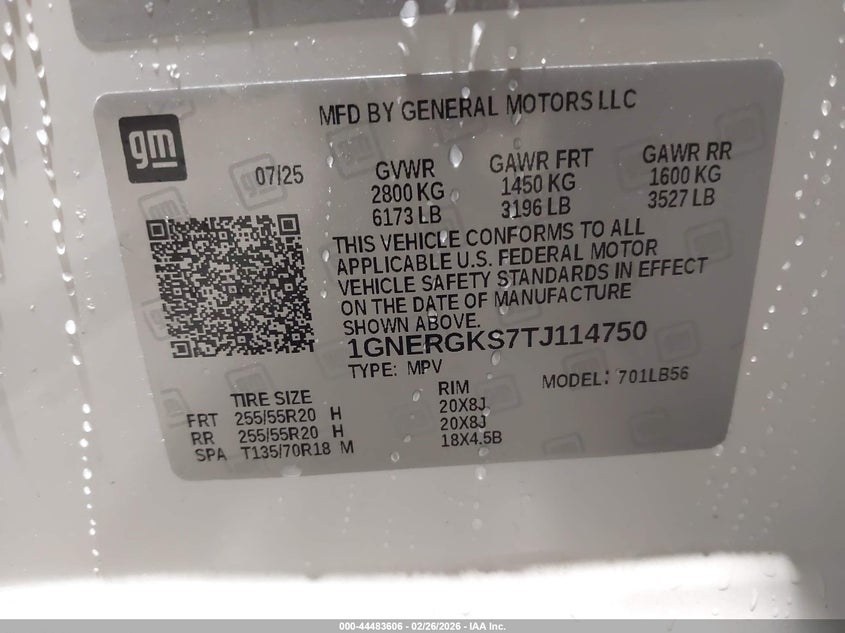 MFD BY GENERAL MOTORS LLC
gm
07/25
GVWR
2800 KG
6173 LB
GAWR FRT
1450 KG
3196 LB
GAWR RR
1600 KG
3527 LB
THIS VEHICLE CONFORMS TO ALL
APPLICABLE U.S. FEDERAL MOTOR
VEHICLE SAFETY STANDARDS IN EFFECT
ON THE DATE OF MANUFACTURE
SHOWN ABOVE.
1GNERGKS7TJ114750
TYPE: MPV
MODEL: 701LB56
TIRE SIZE RIM
FRT 255/55R20 H 20X8J
RR 255/55R20 H 20X8J
SPA T135/70R18 M 18X4.5B
000-44483606 - 02/26/2026 - IAA Inc.